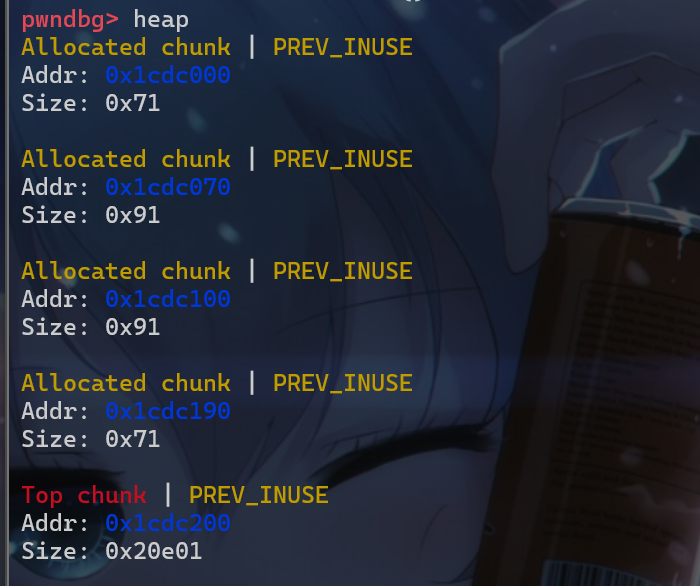 pwndbg> heap
Allocated chunk | PREV_INUSE
Addr: 0x1cdc000
Size: 0x71
Allocated chunk | PREV_INUSE
Addr: 0x1cdc070
Size: 0x91
Allocated chunk | PREV_INUSE
Addr: 0x1cdc100
Size: 0x91
Allocated chunk | PREV_INUSE
Addr: 0x1cdc190
Size: 0x71
Top chunk | PREV_INUSE
Addr: 0x1cdc200
Size: 0x20e01